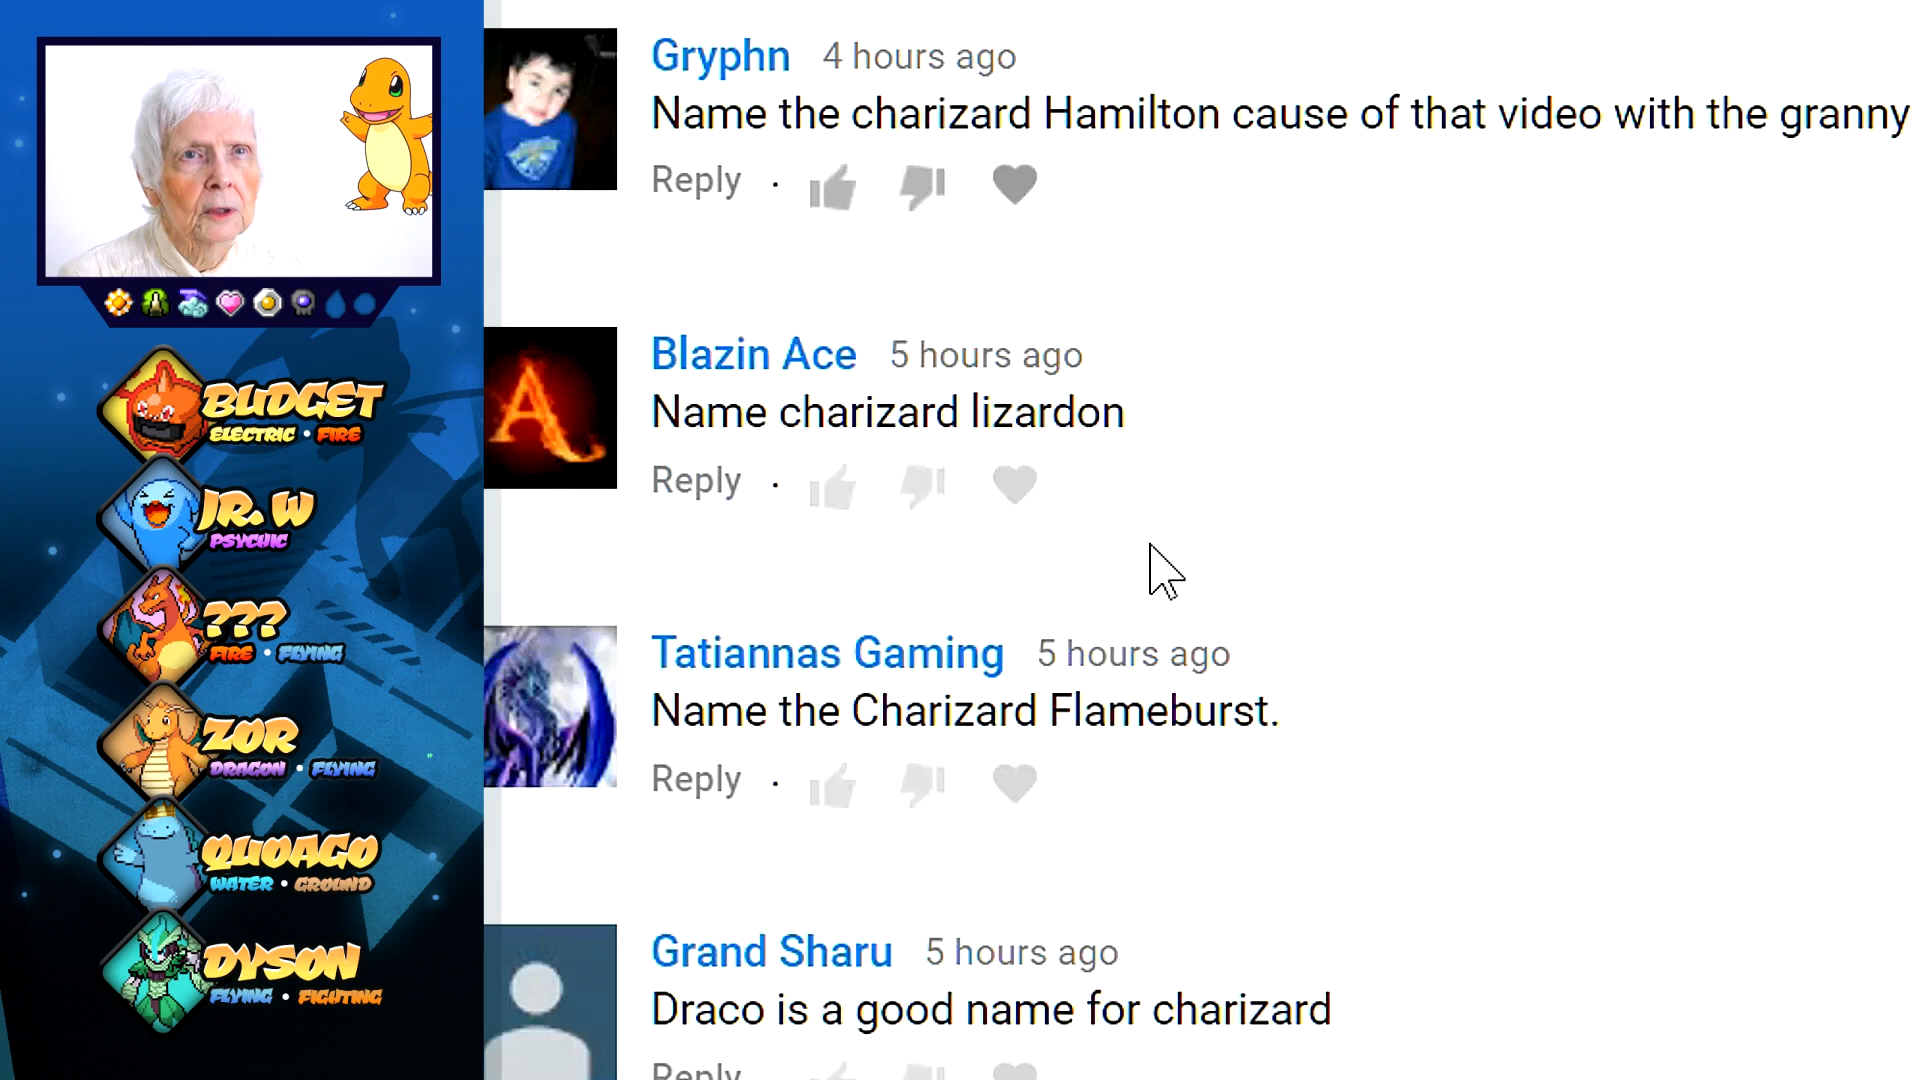 BUDGET
ELECTRIC • FIRE
JR. W
PSYCHIC
???
FIRE • FLYING
ZOR
DRAGON • FLYING
QUOAGO
WATER • GROUND
DYSON
FLYING • FIGHTING
Gryphn 4 hours ago
Name the charizard Hamilton cause of that video with the granny
Reply ·
A
Blazin Ace 5 hours ago
Name charizard lizardon
Reply ·
Tatiannas Gaming 5 hours ago
Name the Charizard Flameburst.
Reply ·
Grand Sharu 5 hours ago
Draco is a good name for charizard
Reply